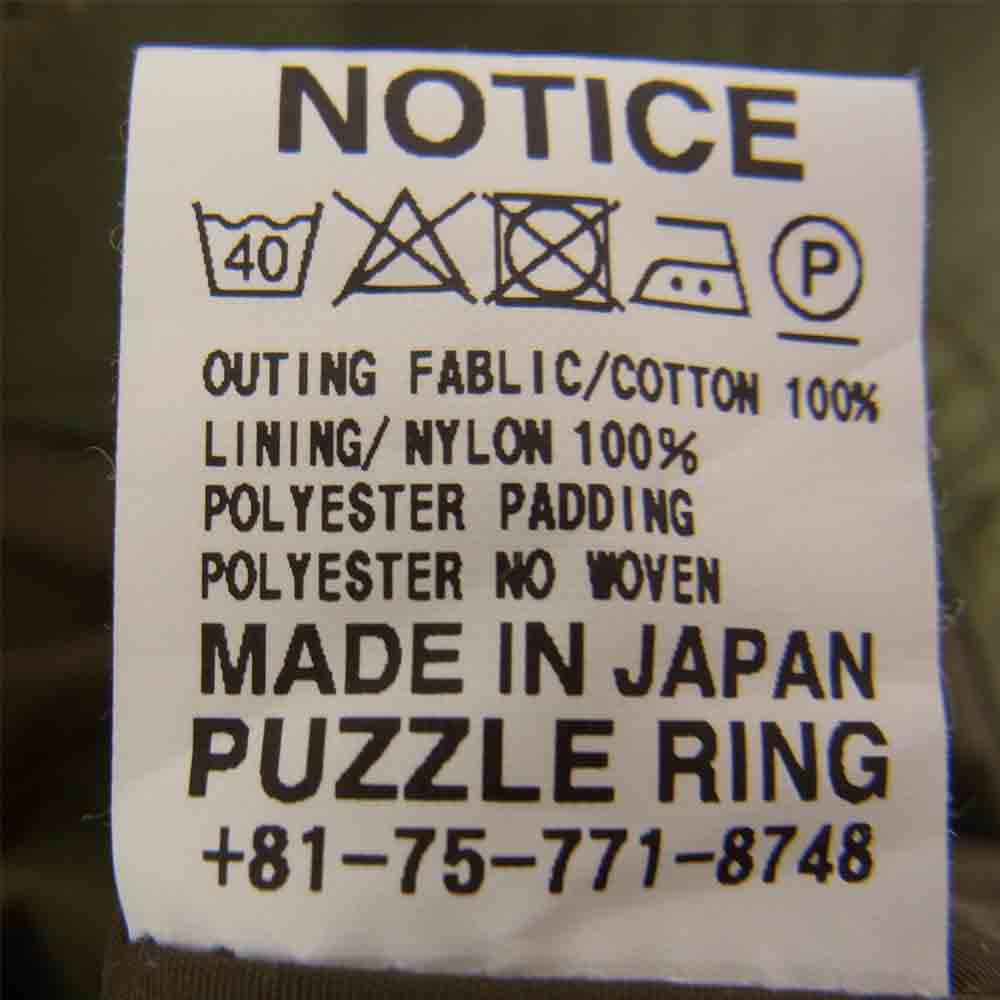 NOTICE
40 P
OUTING FABLIC/COTTON 100%
LINING/NYLON 100%
POLYESTER PADDING
POLYESTER NO WOVEN
MADE IN JAPAN
PUZZLE RING
+81-75-771-8748